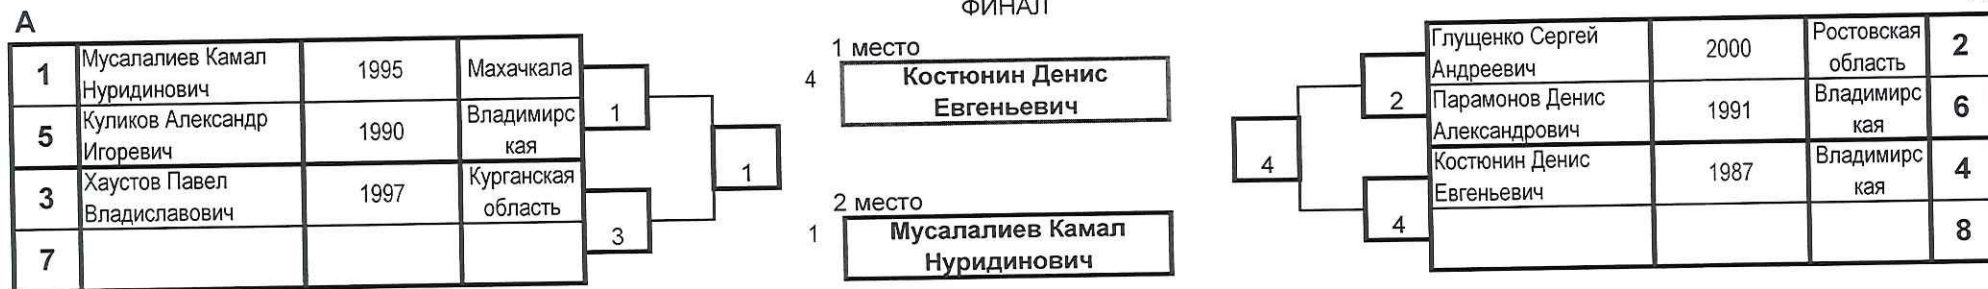 ФИНАЛ
А
1
Мусалалиев Камал
Нуридинович
1995
Махачкала
5
Куликов Александр
Игоревич
1990
Владимирс
кая
3
Хаустов Павел
Владиславович
1997
Курганская
область
7
1
3
1
1 место
4
Костюнин Денис
Евгеньевич
2 место
1
Мусалалиев Камал
Нуридинович
4
2
4
Глущенко Сергей
Андреевич
2000
Ростовская
область
2
Парамонов Денис
Александрович
1991
Владимирс
кая
6
Костюнин Денис
Евгеньевич
1987
Владимирс
кая
4
8